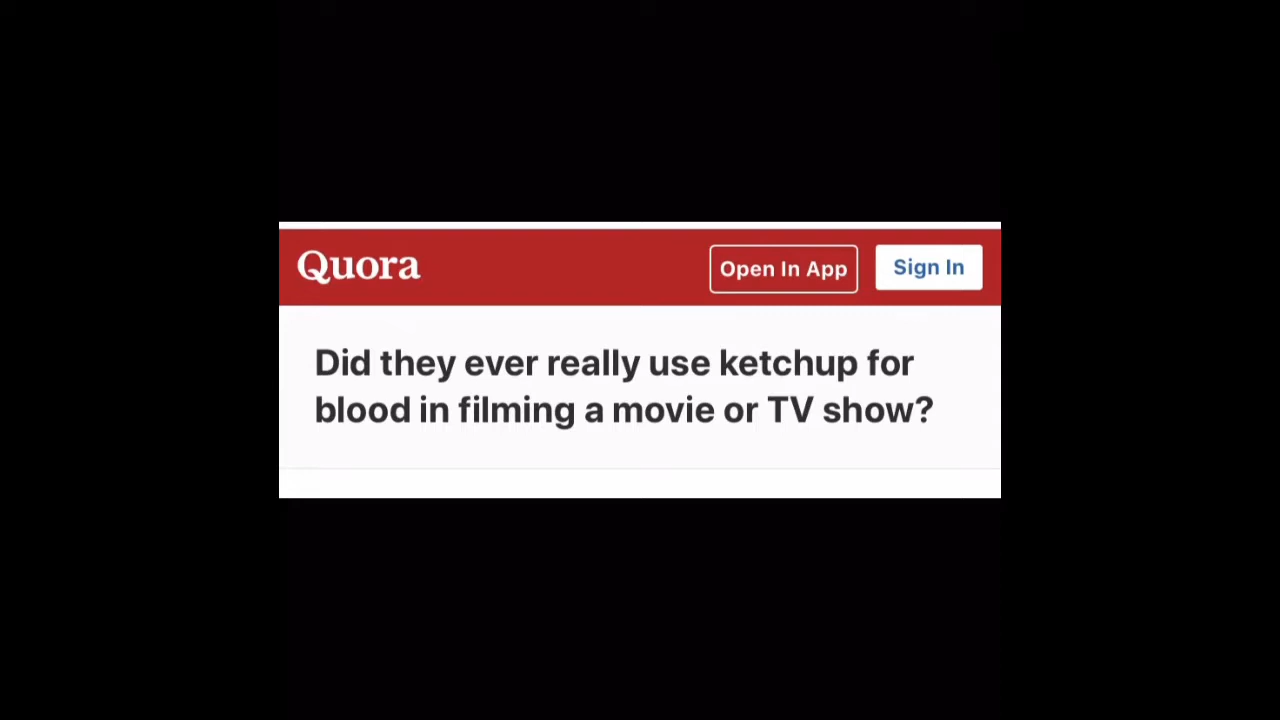 Quora
Open In App
Sign In
Did they ever really use ketchup for
blood in filming a movie or TV show?